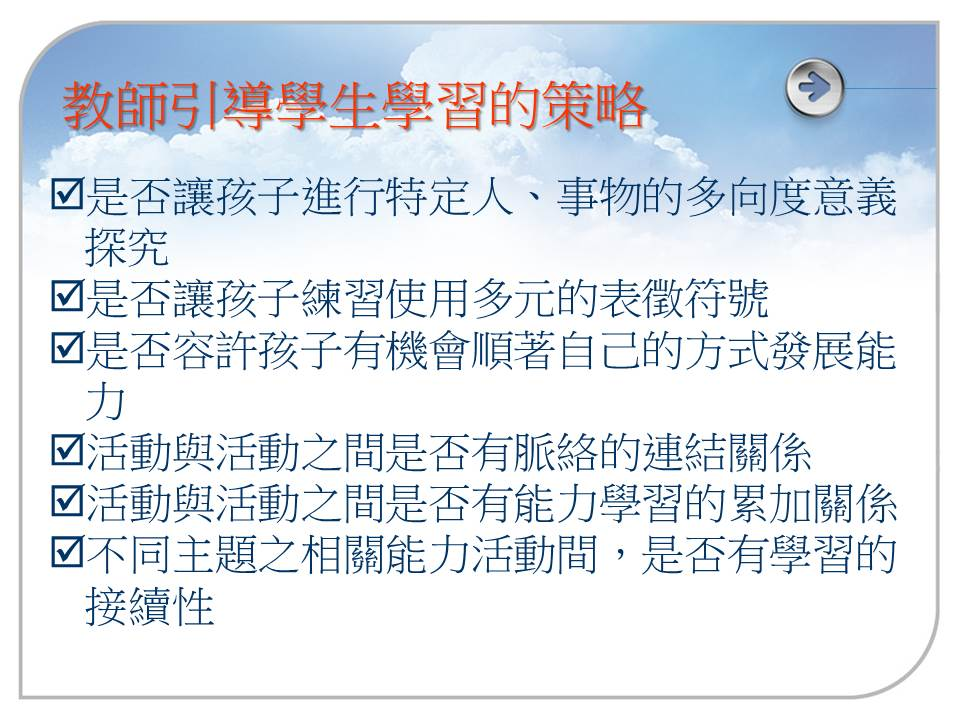 教師引導學生學習的策略
是否讓孩子進行特定人、事物的多向度意義
探究
是否讓孩子練習使用多元的表徵符號
是否容許孩子有機會順著自己的方式發展能
力
活動與活動之間是否有脈絡的連結關係
活動與活動之間是否有能力學習的累加關係
不同主題之相關能力活動間，是否有學習的
接續性